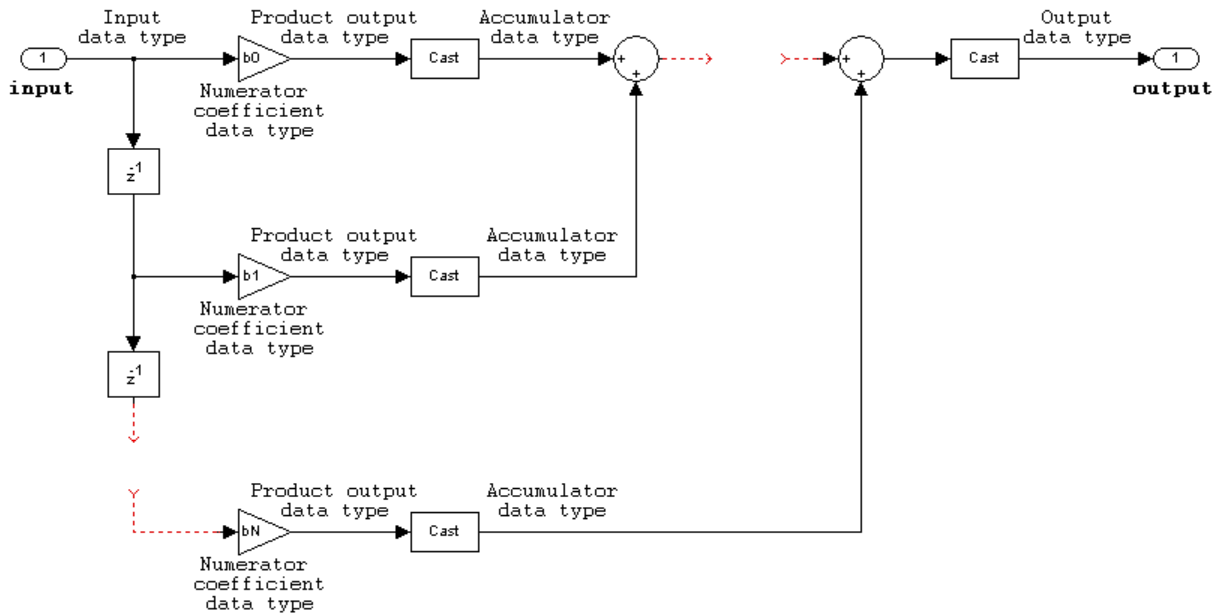 Input
data type
Product output
data type
Accumulator
data type
Output
data type
1
input
b0
Cast
+
+
+
+
Cast
1
output
Numerator
coefficient
data type
z-1
Product output
data type
Accumulator
data type
b1
Cast
Numerator
coefficient
data type
z-1
Product output
data type
Accumulator
data type
bN
Cast
Numerator
coefficient
data type